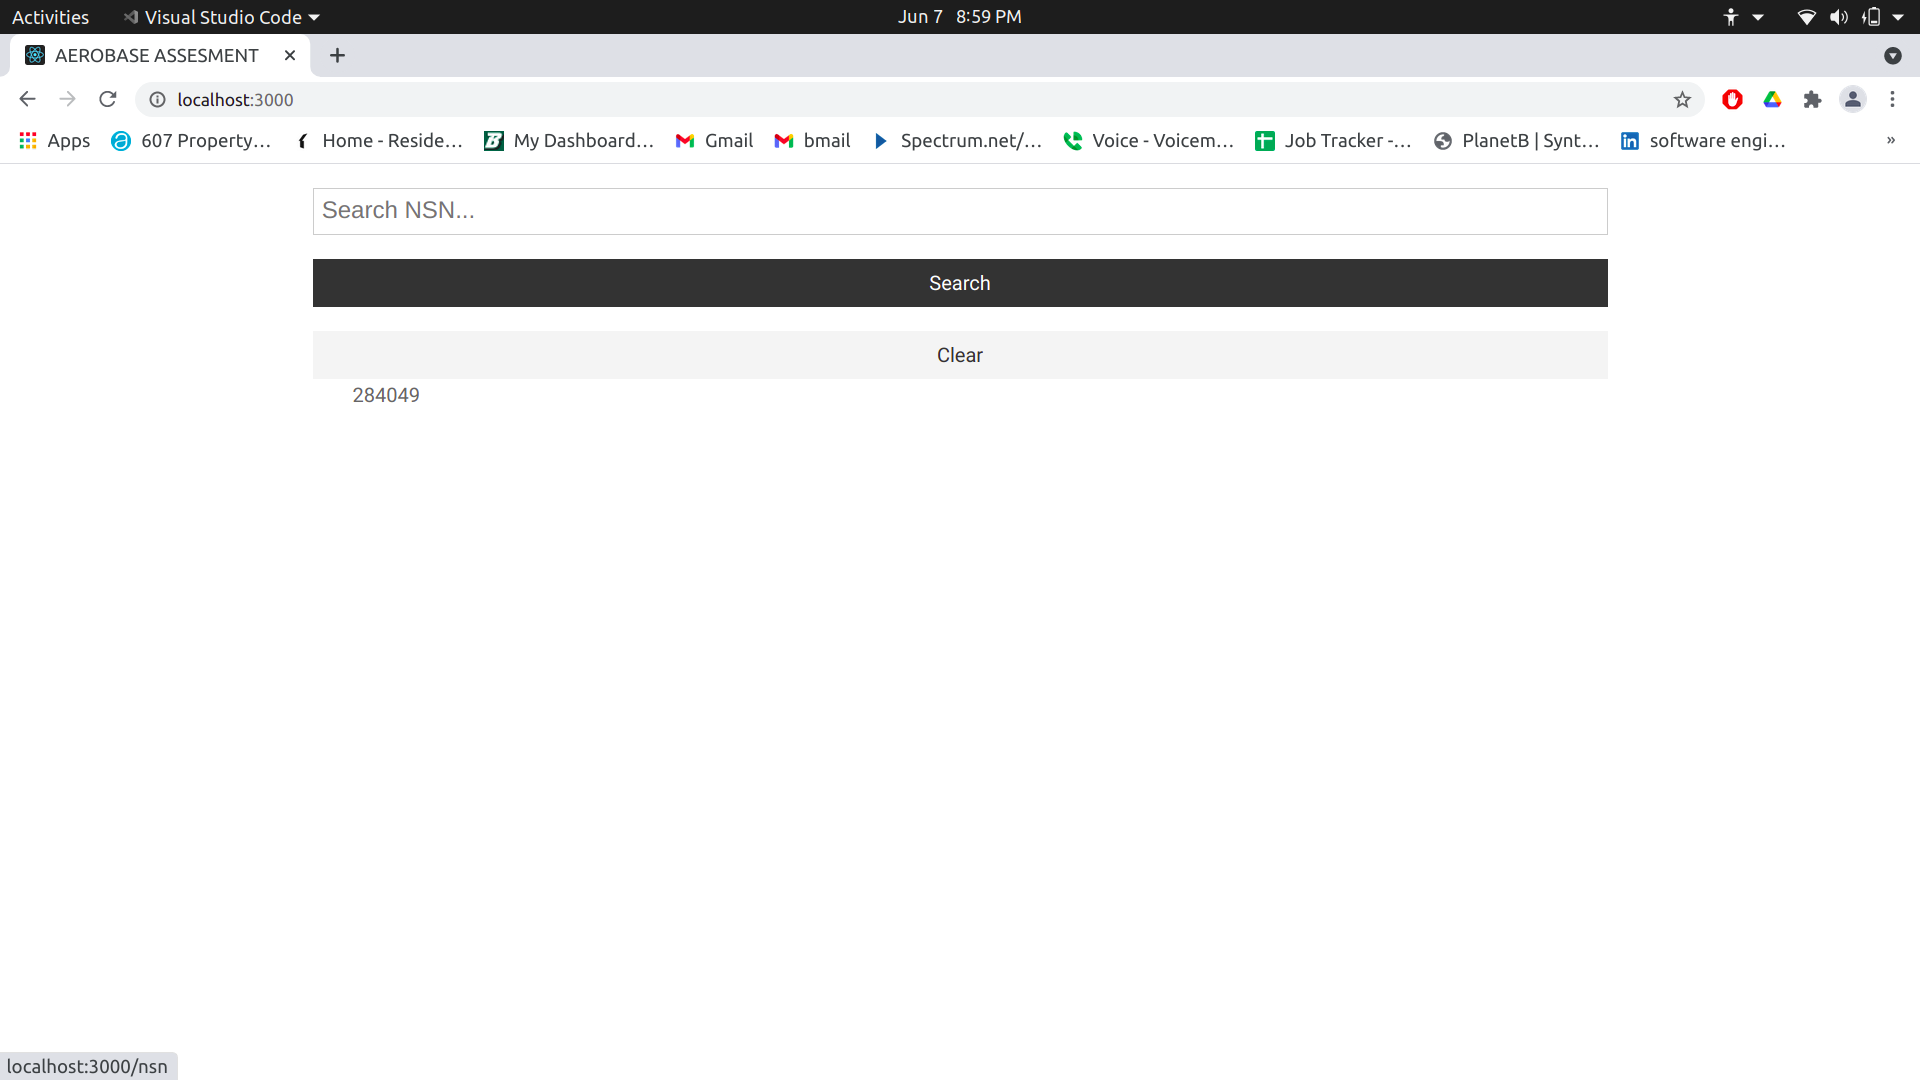 Activities Visual Studio Code Jun 7 8:59 PM
AEROBASE ASSESMENT
localhost:3000
Apps 607 Property... Home - Reside... My Dashboard... Gmail bmail Spectrum.net/... Voice - Voicem... Job Tracker -... PlanetB | Synt... software engi... »
Search NSN...
Search
Clear
284049
localhost:3000/nsn